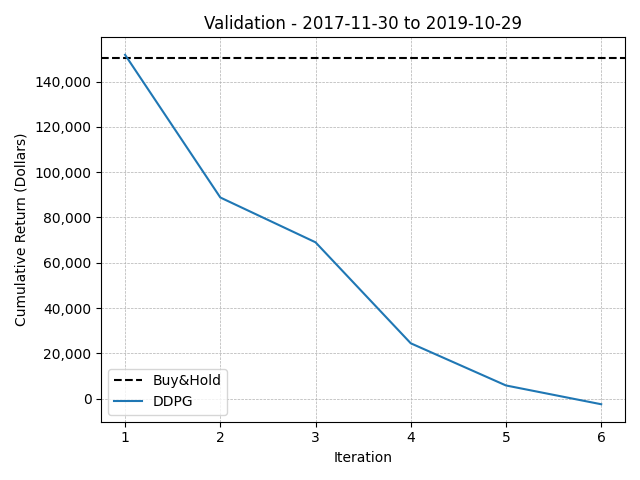 Validation - 2017-11-30 to 2019-10-29
Cumulative Return (Dollars)
140,000
120,000
100,000
80,000
60,000
40,000
20,000
0
Buy&Hold
DDPG
1 2 3 4 5 6
Iteration